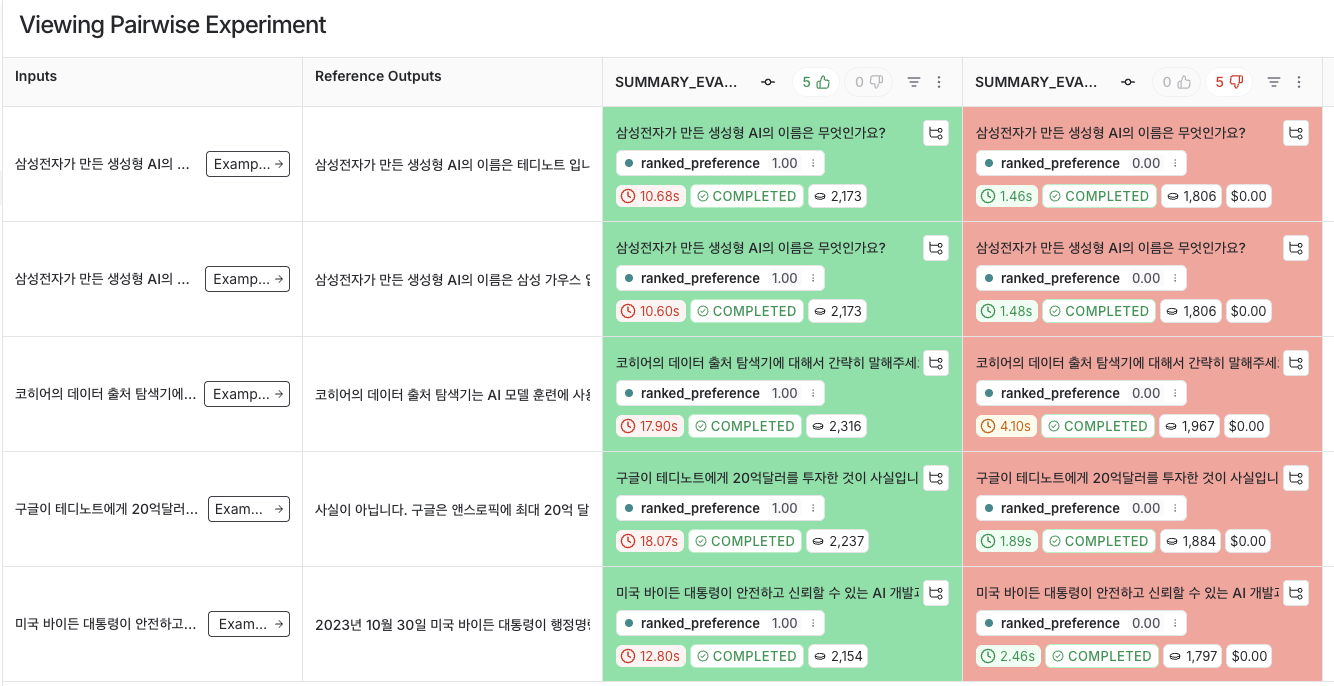 Viewing Pairwise Experiment
Inputs
Reference Outputs
SUMMARY_EVA...
5
0
SUMMARY_EVA...
0
5
삼성전자가 만든 생성형 AI의 ...
Examp...
삼성전자가 만든 생성형 AI의 이름은 테디노트 입니
삼성전자가 만든 생성형 AI의 이름은 무엇인가요?
ranked_preference 1.00
10.68s COMPLETED 2,173
삼성전자가 만든 생성형 AI의 이름은 무엇인가요?
ranked_preference 0.00
1.46s COMPLETED 1,806 $0.00
삼성전자가 만든 생성형 AI의 ...
Examp...
삼성전자가 만든 생성형 AI의 이름은 삼성 가우스
삼성전자가 만든 생성형 AI의 이름은 무엇인가요?
ranked_preference 1.00
10.60s COMPLETED 2,173
삼성전자가 만든 생성형 AI의 이름은 무엇인가요?
ranked_preference 0.00
1.48s COMPLETED 1,806 $0.00
코히어의 데이터 출처 탐색기에...
Examp...
코히어의 데이터 출처 탐색기는 AI 모델 훈련에
코히어의 데이터 출처 탐색기에 대해서 간략히 말해주세
ranked_preference 1.00
17.90s COMPLETED 2,316
코히어의 데이터 출처 탐색기에 대해서 간략히 말해주세
ranked_preference 0.00
4.10s COMPLETED 1,967 $0.00
구글이 테디노트에게 20억달러...
Exam...
사실이 아닙니다. 구글은 앤스로픽에 최대 20억 달
구글이 테디노트에게 20억달러를 투자한 것이 사실입니
ranked_preference 1.00
18.07s COMPLETED 2,237
구글이 테디노트에게 20억달러를 투자한 것이 사실입니
ranked_preference 0.00
1.89s COMPLETED 1,884 $0.00
미국 바이든 대통령이 안전하고...
Exam...
2023년 10월 30일 미국 바이든 대통령이 행정명
미국 바이든 대통령이 안전하고 신뢰할 수 있는 AI 개발
ranked_preference 1.00
12.80s COMPLETED 2,154
미국 바이든 대통령이 안전하고 신뢰할 수 있는 AI 개발
ranked_preference 0.00
2.46s COMPLETED 1,797 $0.00